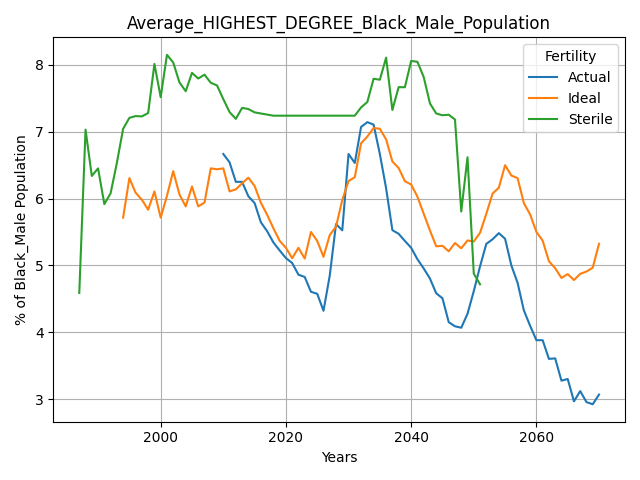 Average_HIGHEST_DEGREE_Black_Male_Population
% of Black_Male Population
8
7
6
5
4
3
Fertility
Actual
Ideal
Sterile
2000
2020
2040
2060
Years